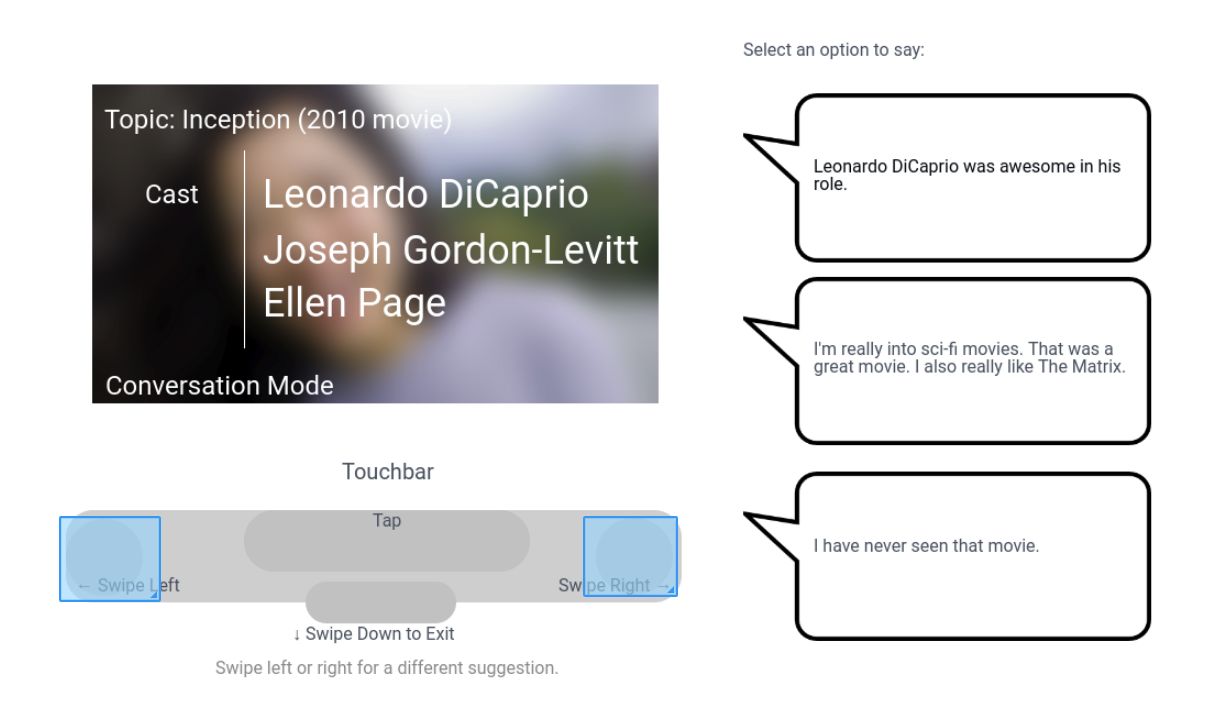 Select an option to say:
Topic: Inception (2010 movie)
Cast
Leonardo DiCaprio
Joseph Gordon-Levitt
Ellen Page
Conversation Mode
Touchbar
Tap
← Swipe Left
Swipe Right →
↓ Swipe Down to Exit
Swipe left or right for a different suggestion.
Leonardo DiCaprio was awesome in his
role.
I'm really into sci-fi movies. That was a
great movie. I also really like The Matrix.
I have never seen that movie.